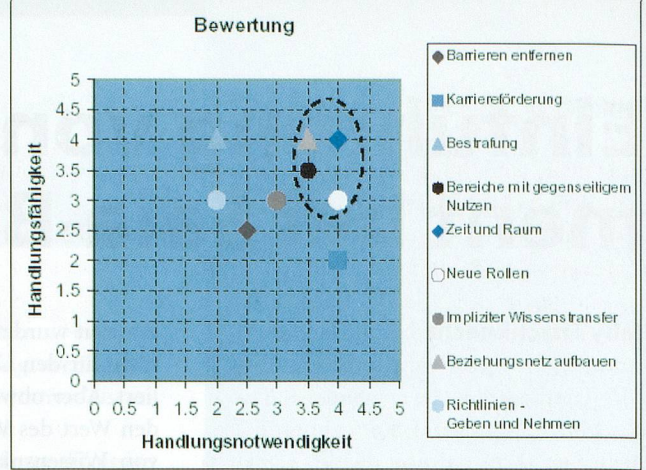 Bewertung
Handlungsfähigkeit
5
4.5
4
3.5
3
2.5
2
1.5
1
0.5
0
0 0.5 1 1.5 2 2.5 3 3.5 4 4.5 5
Handlungsnotwendigkeit
Barrieren entfernen
Karriereförderung
Bestrafung
Bereiche mit gegenseitigem
Nutzen
Zeit und Raum
Neue Rollen
Impliziter Wissenstransfer
Beziehungsnetz aufbauen
Richtlinien -
Geben und Nehmen